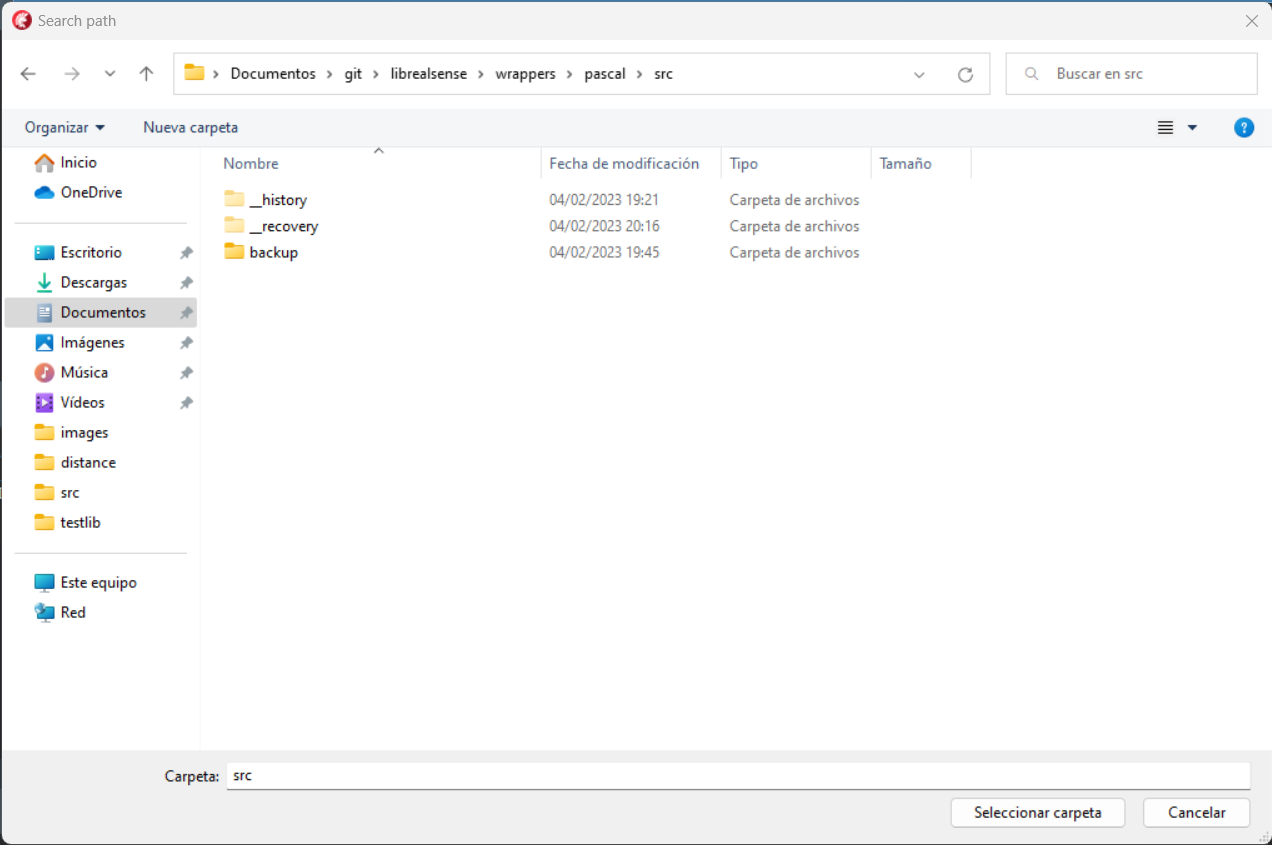 Search path
Documentos > git > librealsense > wrappers > pascal > src
Buscar en src
Organizar Nueva carpeta
Nombre Fecha de modificación Tipo Tamaño
__history 04/02/2023 19:21 Carpeta de archivos
__recovery 04/02/2023 20:16 Carpeta de archivos
backup 04/02/2023 19:45 Carpeta de archivos
Inicio
OneDrive
Escritorio
Descargas
Documentos
Imágenes
Música
Vídeos
images
distance
src
testlib
Este equipo
Red
Carpeta: src
Seleccionar carpeta Cancelar